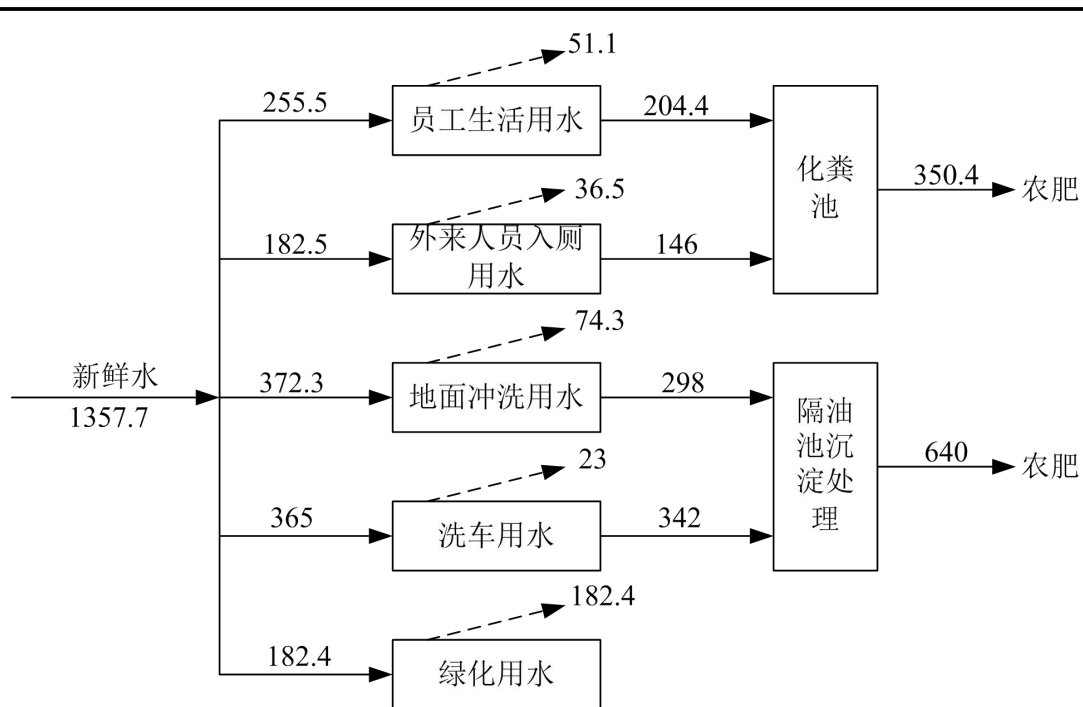 51.1
255.5
员工生活用水
204.4
36.5
182.5
外来人员入厕
用水
146
化粪
池
350.4
农肥
新鲜水
1357.7
74.3
372.3
地面冲洗用水
298
23
365
洗车用水
342
隔油
池沉
淀处
理
640
农肥
182.4
182.4
绿化用水